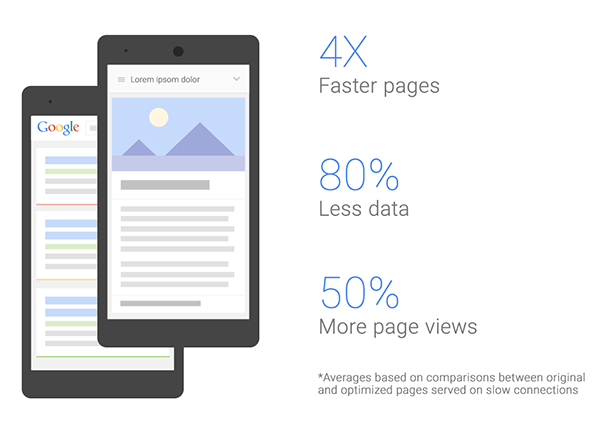 Google
Lorem ipsum dolor
4X
Faster pages
80%
Less data
50%
More page views
*Averages based on comparisons between original
and optimized pages served on slow connections